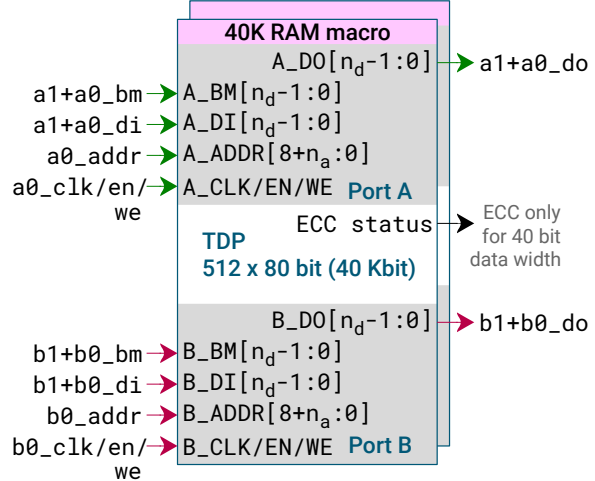 40K RAM macro
A_DO[nd-1:0]
a1+a0_do
a1+a0_bm
A_BM[nd-1:0]
a1+a0_di
A_DI[nd-1:0]
a0_addr
A_ADDR[8+na:0]
a0_clk/en/
we
A_CLK/EN/WE
Port A
ECC status
ECC only
for 40 bit
data width
TDP
512 x 80 bit (40 Kbit)
B_DO[nd-1:0]
b1+b0_do
b1+b0_bm
B_BM[nd-1:0]
b1+b0_di
B_DI[nd-1:0]
b0_addr
B_ADDR[8+na:0]
b0_clk/en/
we
B_CLK/EN/WE
Port B